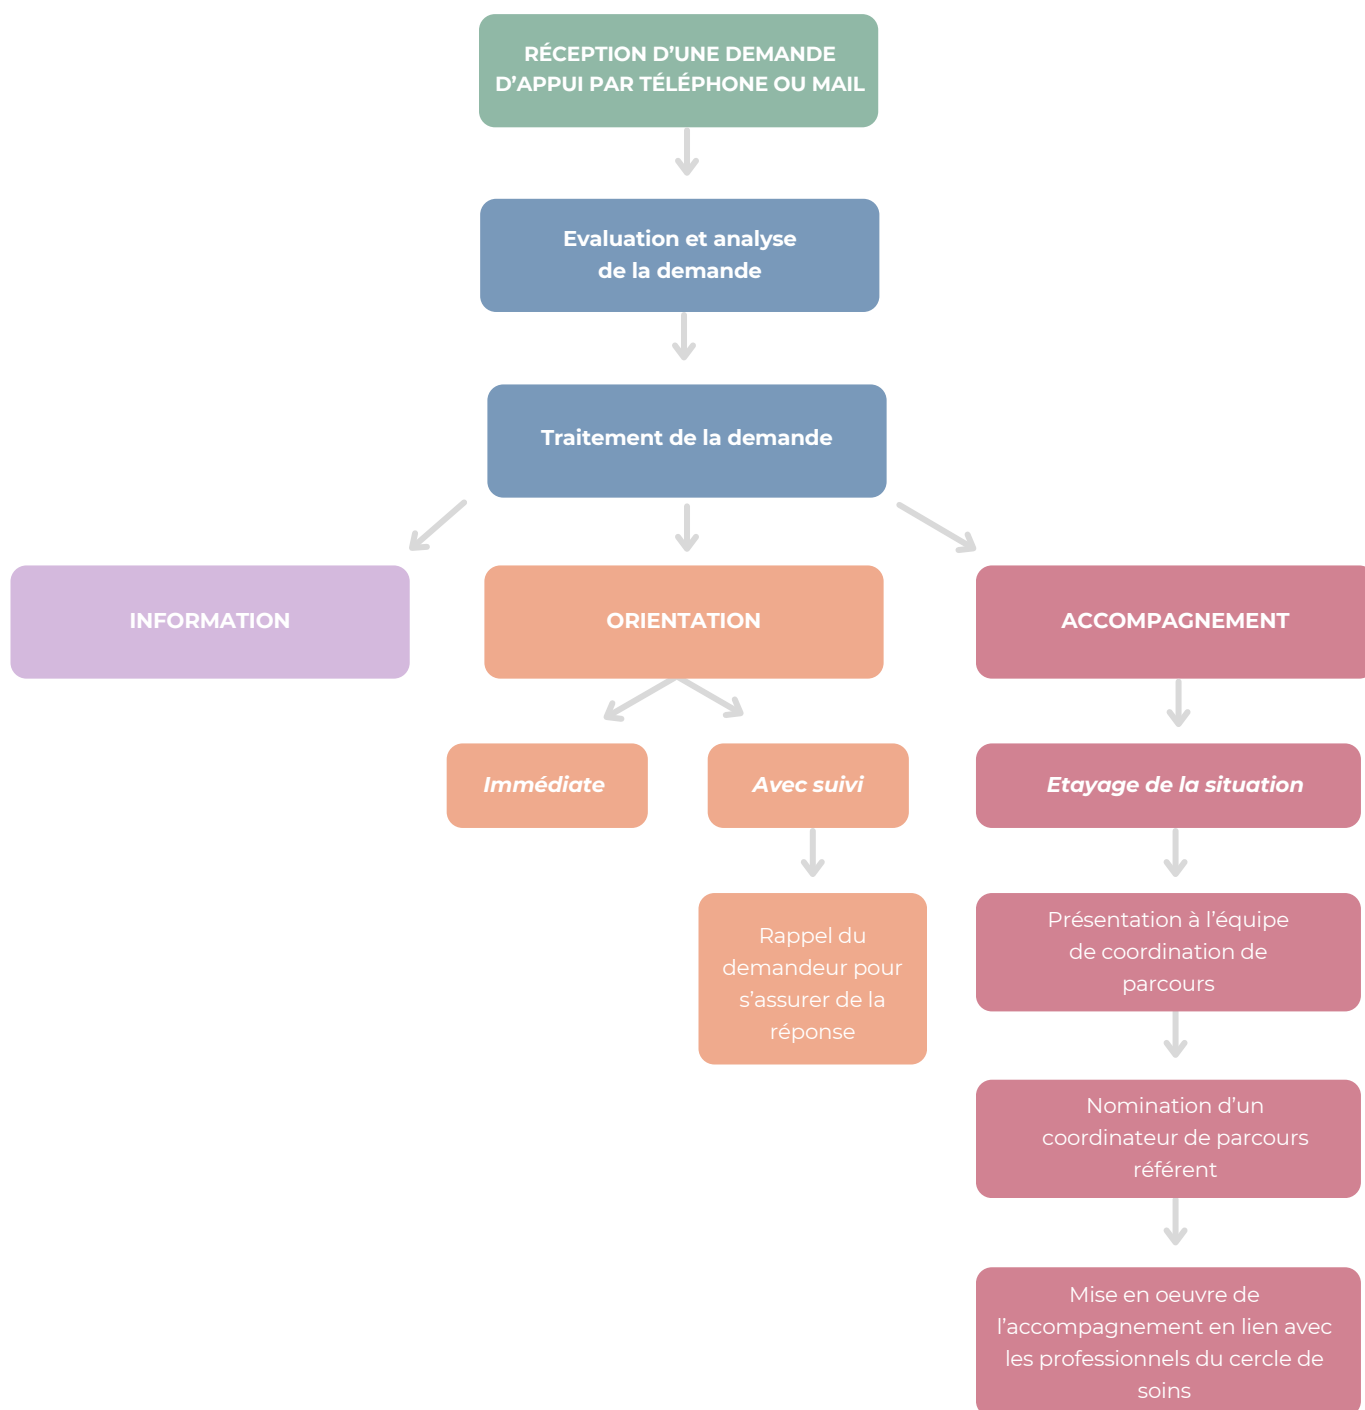 RÉCEPTION D’UNE DEMANDE
D’APPUI PAR TÉLÉPHONE OU MAIL
Evaluation et analyse
de la demande
Traitement de la demande
INFORMATION
ORIENTATION
ACCOMPAGNEMENT
Immédiate
Avec suivi
Etayage de la situation
Rappel du
demandeur pour
s’assurer de la
réponse
Présentation à l’équipe
de coordination de
parcours
Nomination d’un
coordinateur de parcours
référent
Mise en oeuvre de
l’accompagnement en lien avec
les professionnels du cercle de
soins